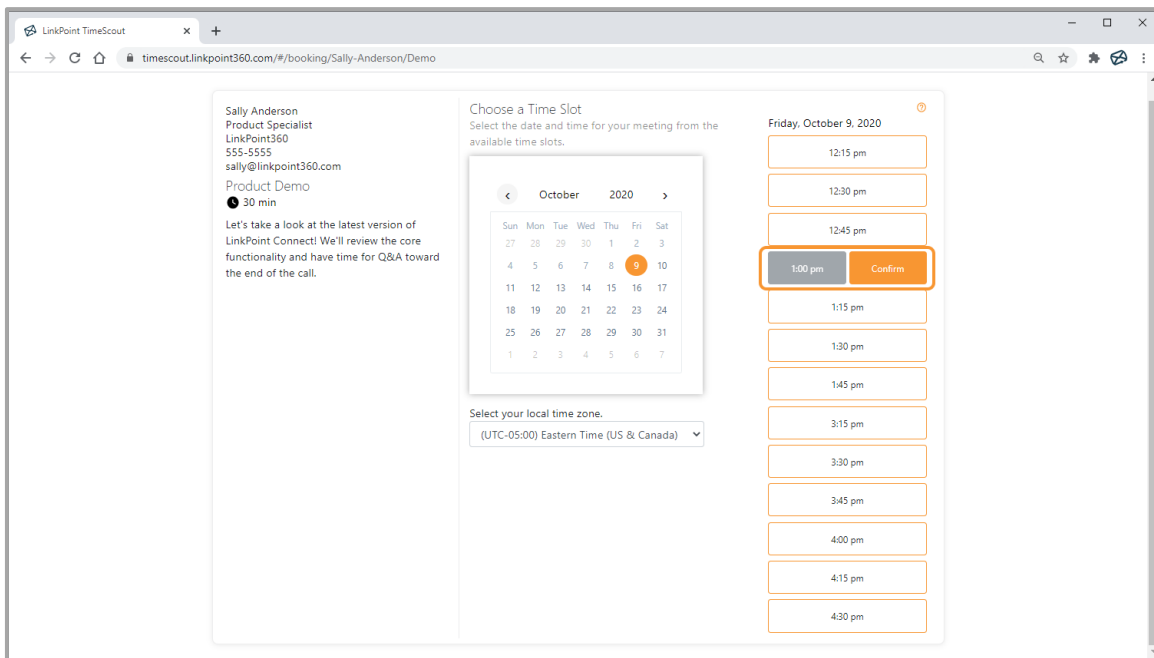 LinkPoint TimeScout
timescout.linkpoint360.com/#/booking/Sally-Anderson/Demo
Sally Anderson
Product Specialist
LinkPoint360
555-5555
sally@linkpoint360.com
Product Demo
30 min
Let's take a look at the latest version of
LinkPoint Connect! We'll review the core
functionality and have time for Q&A toward
the end of the call.
Choose a Time Slot
Select the date and time for your meeting from the
available time slots.
October 2020
Sun Mon Tue Wed Thu Fri Sat
27 28 29 30 1 2 3
4 5 6 7 8 9 10
11 12 13 14 15 16 17
18 19 20 21 22 23 24
25 26 27 28 29 30 31
1 2 3 4 5 6 7
Select your local time zone.
(UTC-05:00) Eastern Time (US & Canada)
Friday, October 9, 2020
12:15 pm
12:30 pm
12:45 pm
1:00 pm Confirm
1:15 pm
1:30 pm
1:45 pm
3:15 pm
3:30 pm
3:45 pm
4:00 pm
4:15 pm
4:30 pm